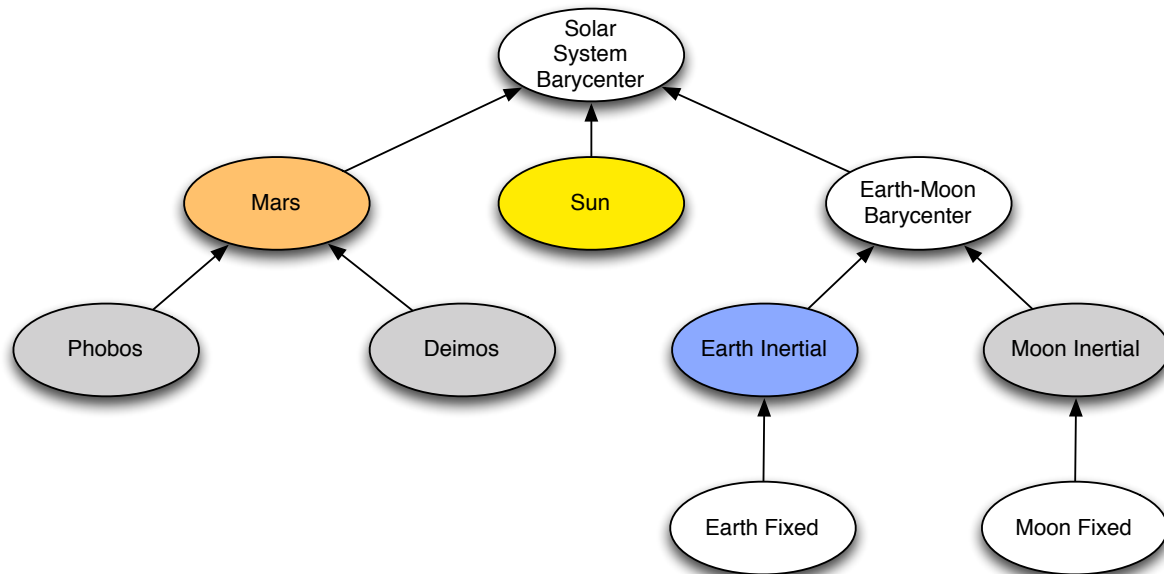 Solar
System
Barycenter
Mars
Sun
Earth-Moon
Barycenter
Phobos
Deimos
Earth Inertial
Moon Inertial
Earth Fixed
Moon Fixed